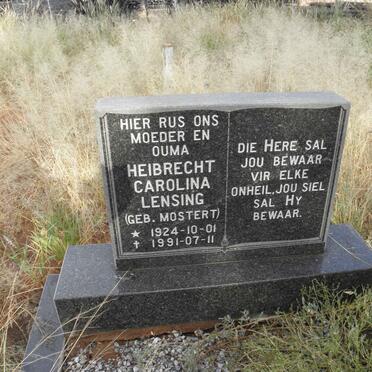 HIER RUS ONS
MOEDER EN
OUMA
HEIBRECHT
CAROLINA
LENSING
(GEB. MOSTERT)
★ 1924-10-01
✝ 1991-07-11
DIE HERE SAL
JOU BEWAAR
VIR ELKE
ONHEIL, JOU SIEL
SAL HY
BEWAAR.